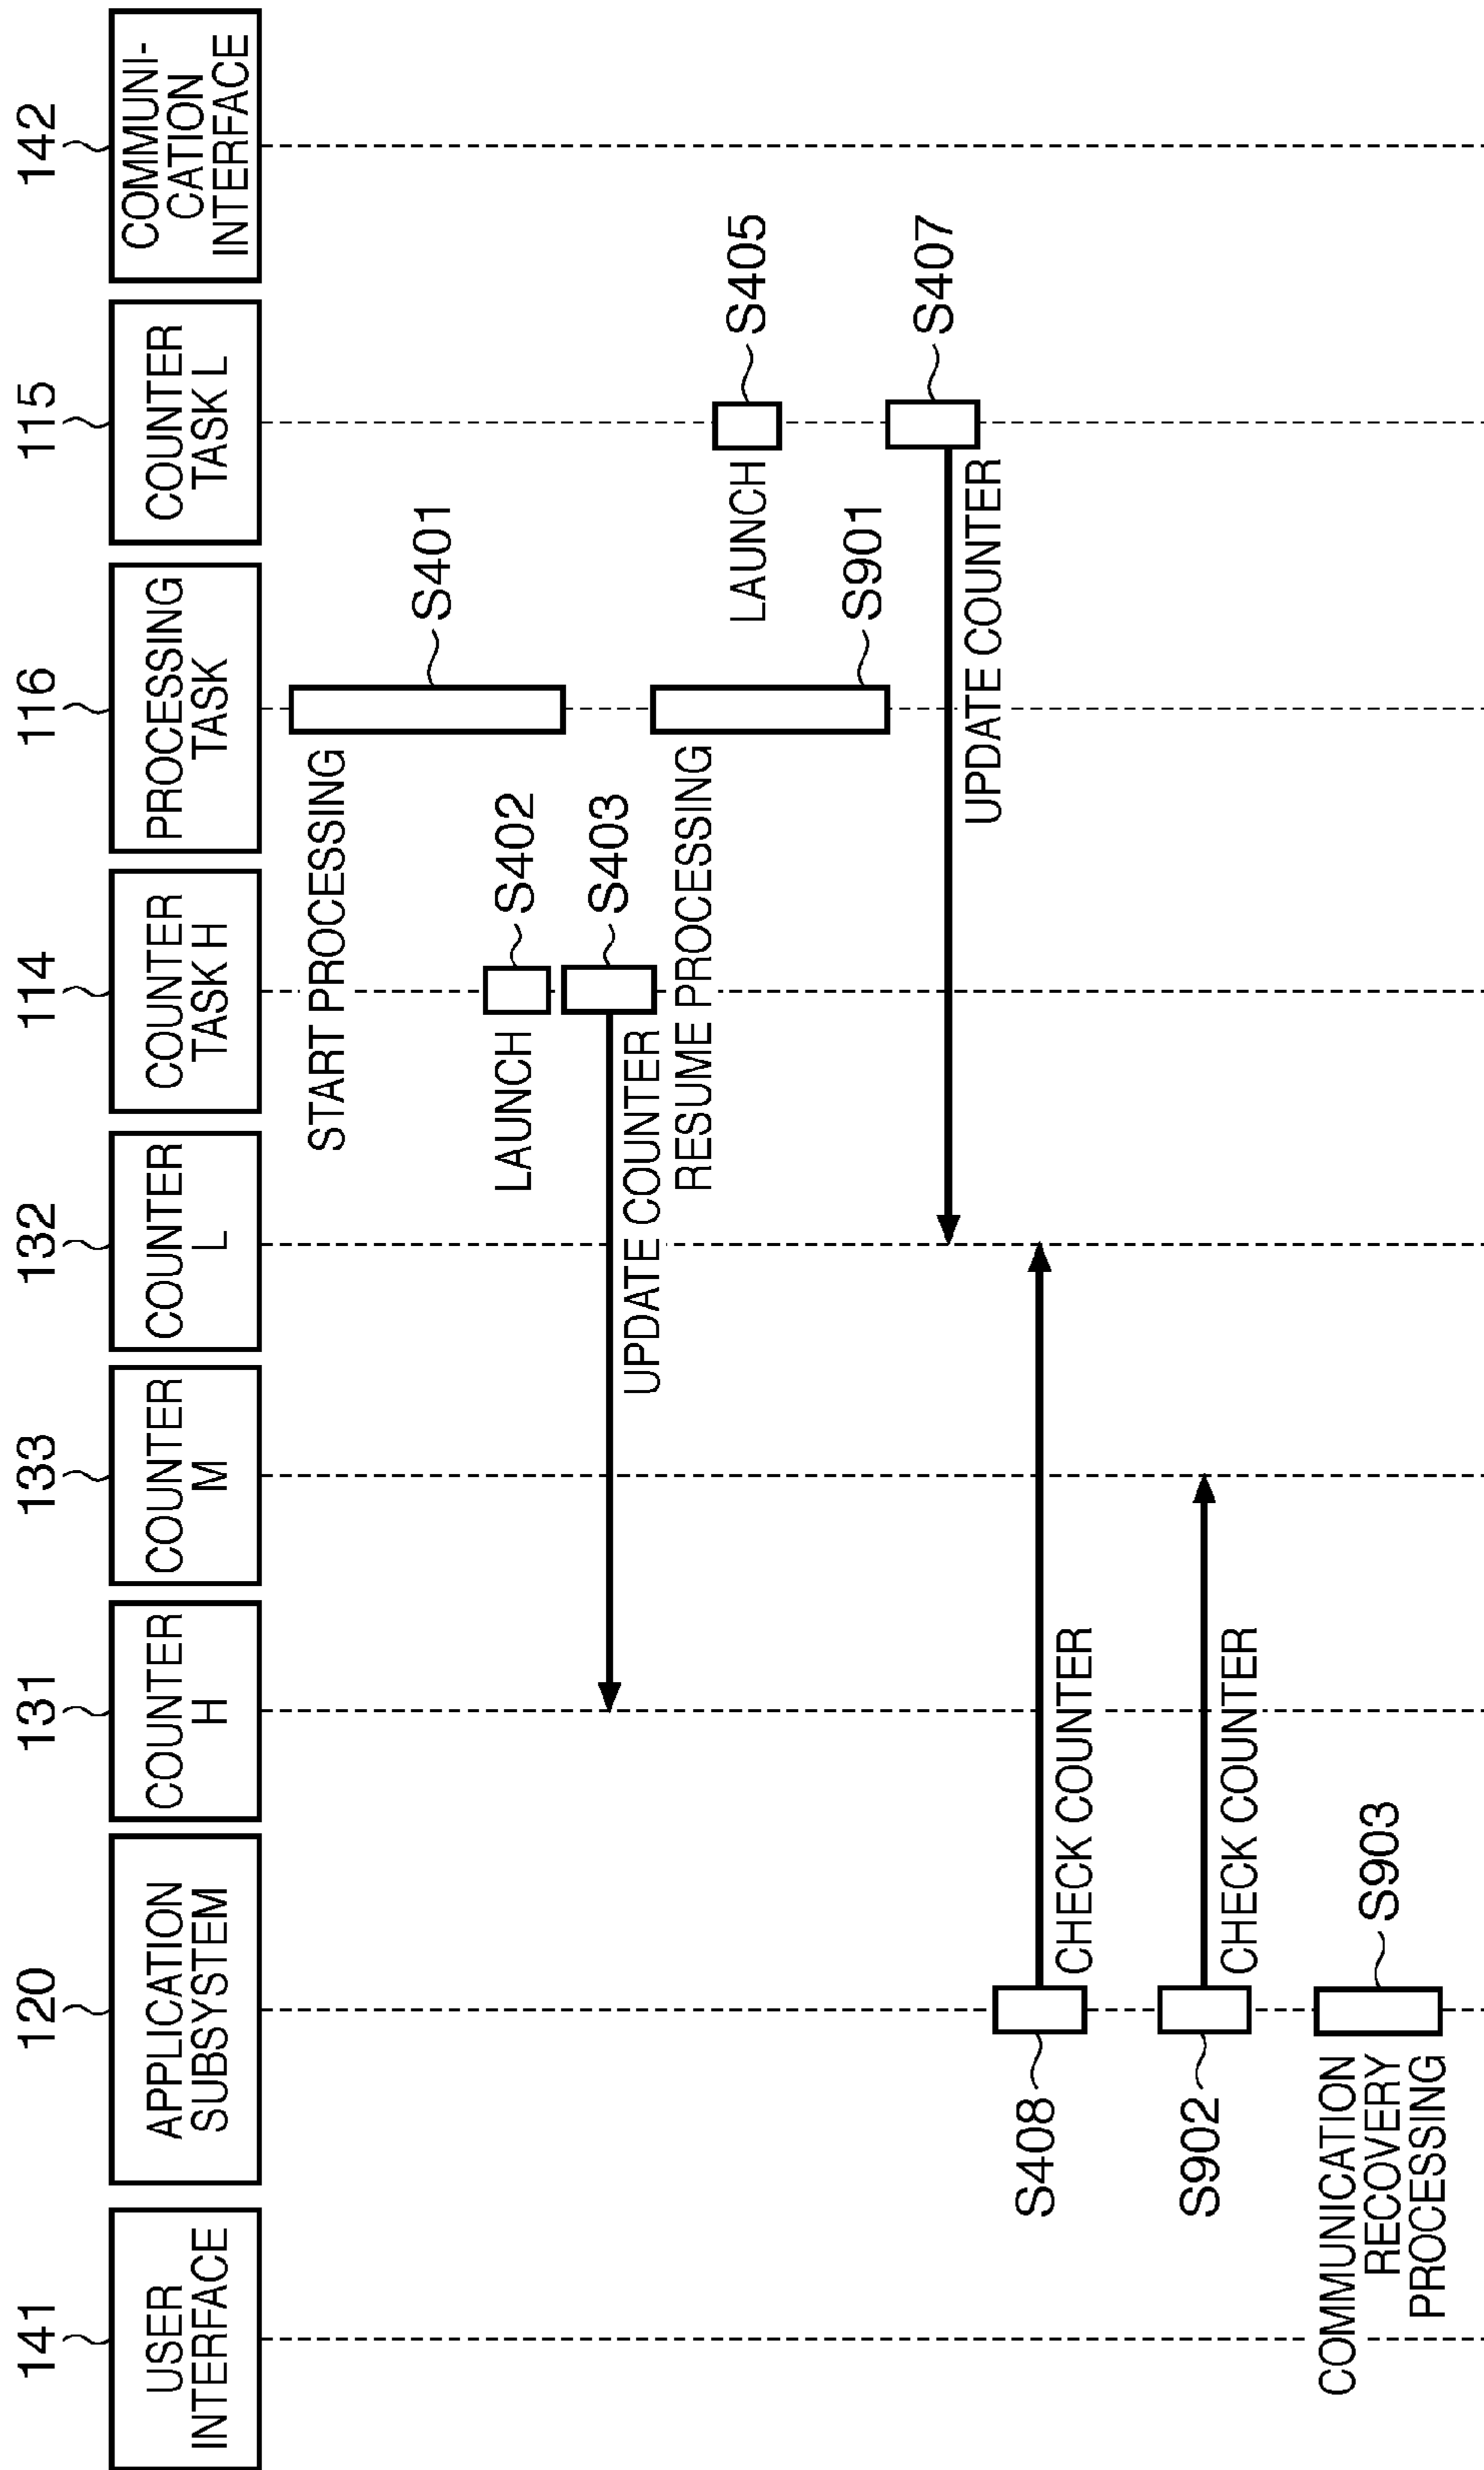 141
120
131
133
132
114
116
115
142
USER
INTERFACE
APPLICATION
SUBSYSTEM
COUNTER
H
COUNTER
M
COUNTER
L
COUNTER
TASK H
PROCESSING
TASK
COUNTER
TASK L
COMMUNI-
CATION
INTERFACE
START PROCESSING
S401
LAUNCH
S402
S403
UPDATE COUNTER
RESUME PROCESSING
LAUNCH
S405
S901
S407
UPDATE COUNTER
S408
CHECK COUNTER
S902
CHECK COUNTER
COMMUNICATION
RECOVERY
PROCESSING
S903